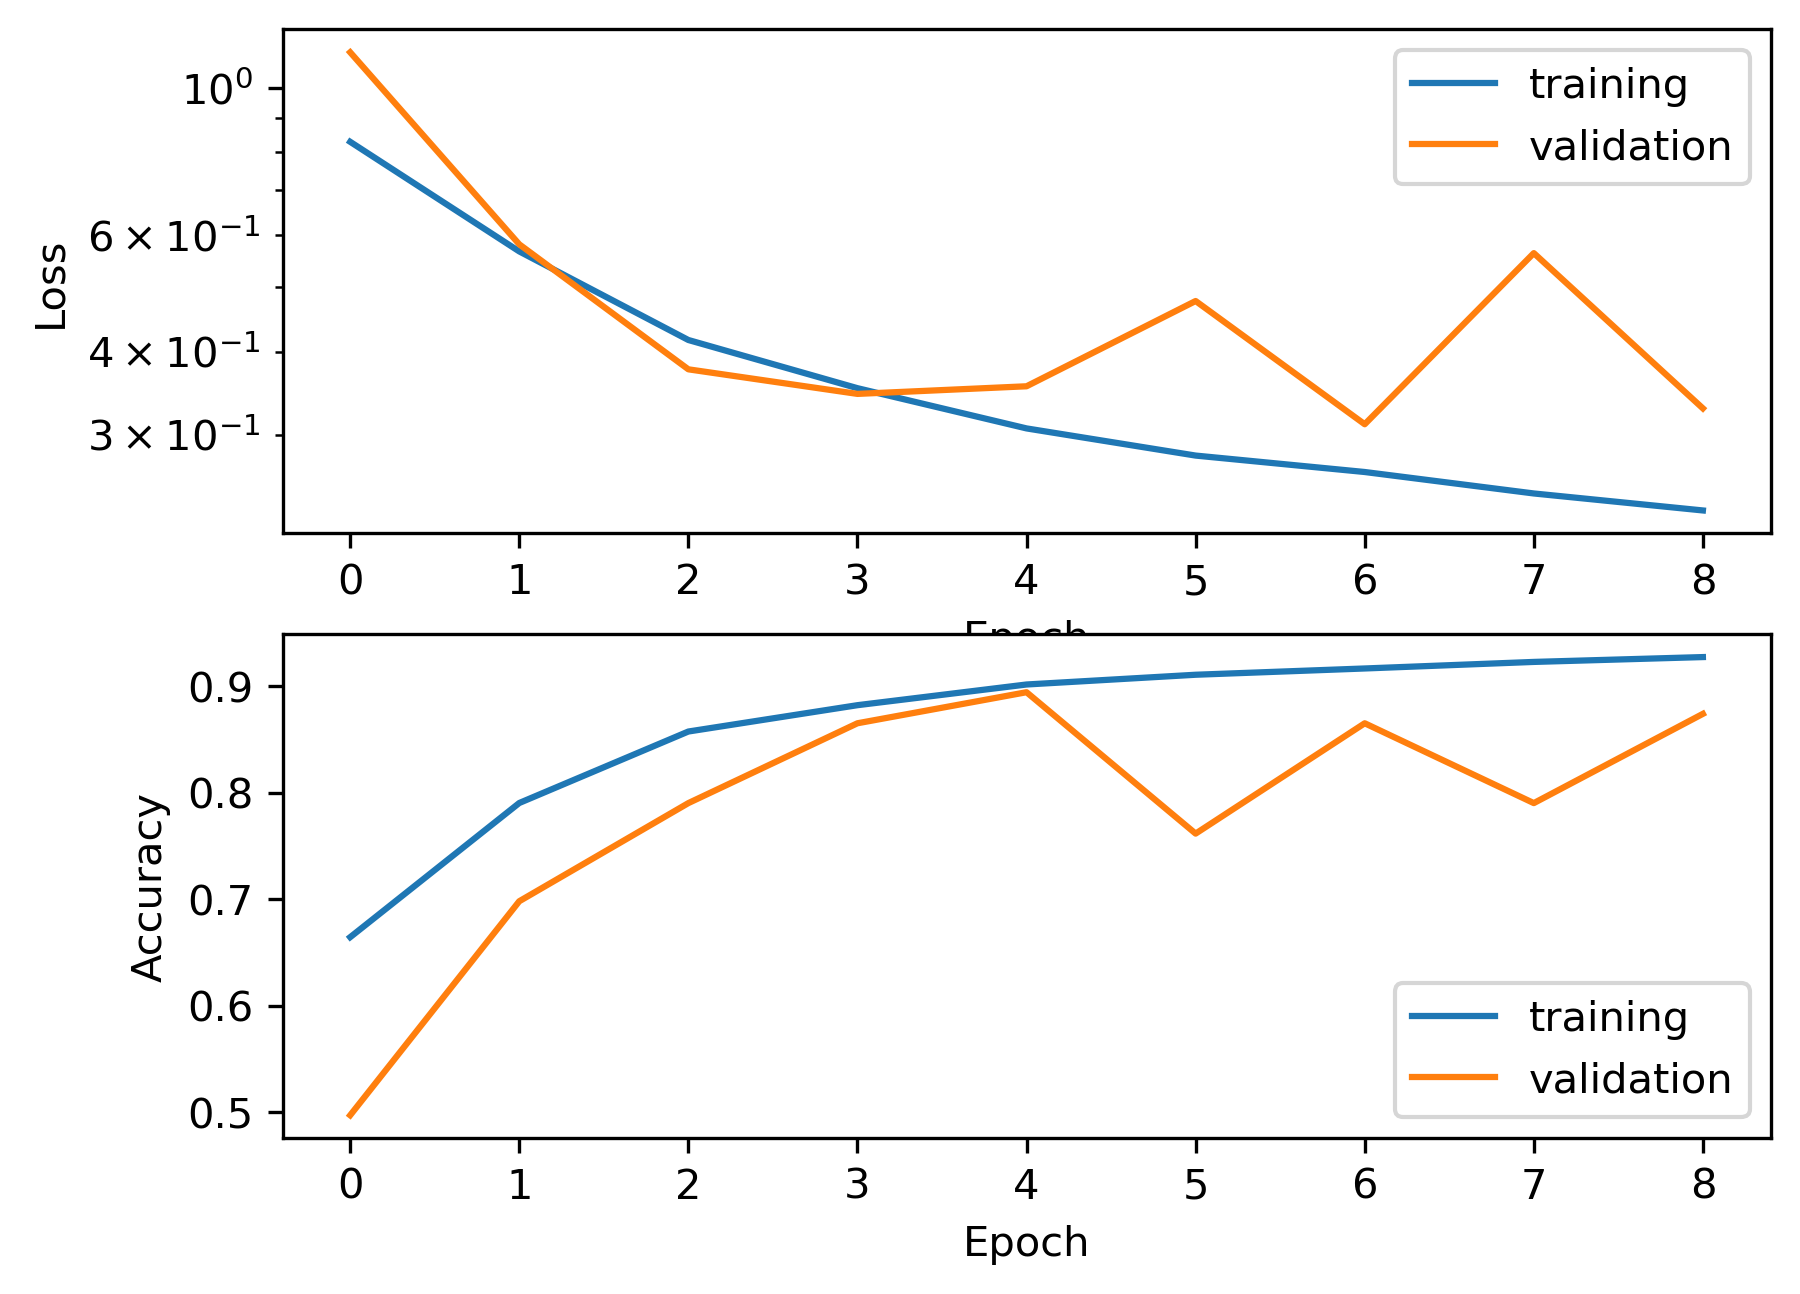 10⁰
6 × 10⁻¹
4 × 10⁻¹
3 × 10⁻¹
Loss
training
validation
0 1 2 3 4 5 6 7 8
Epoch
0.9
0.8
0.7
0.6
0.5
Accuracy
training
validation
0 1 2 3 4 5 6 7 8
Epoch